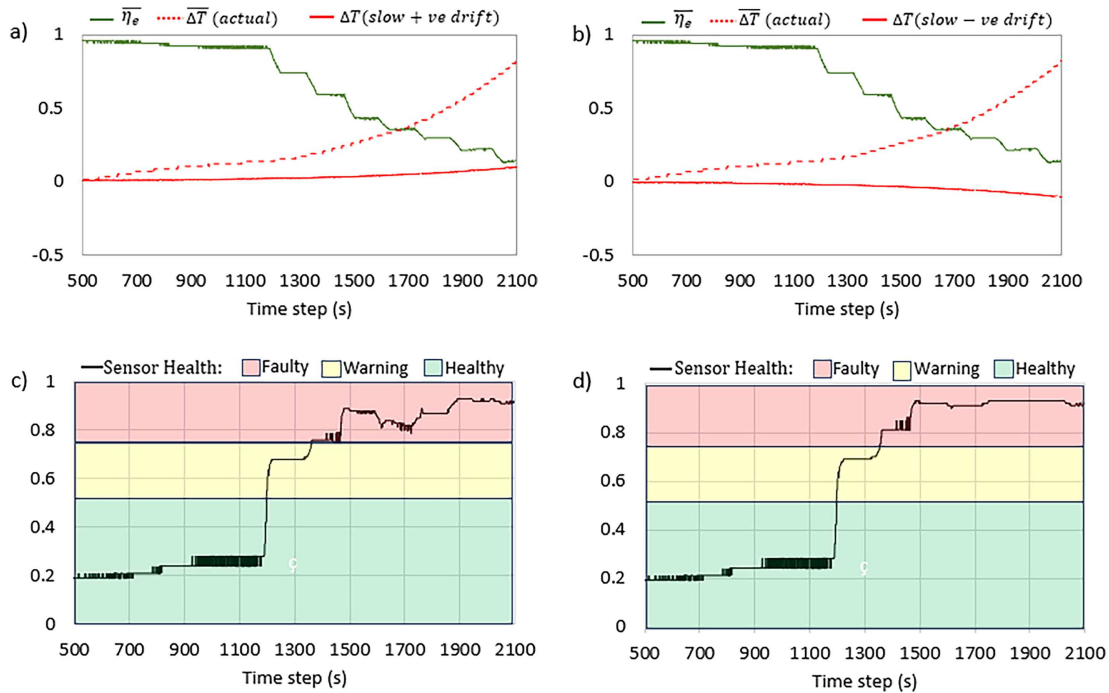 a)
η̅ₑ Δ̅T̅ (actual) ΔT(slow + ve drift)
1
0.5
0
-0.5
500 700 900 1100 1300 1500 1700 1900 2100
Time step (s)
b)
η̅ₑ Δ̅T̅ (actual) ΔT(slow − ve drift)
1
0.5
0
-0.5
500 700 900 1100 1300 1500 1700 1900 2100
Time step (s)
c)
Sensor Health: Faulty Warning Healthy
1
0.8
0.6
0.4
0.2
0
500 700 900 1100 1300 1500 1700 1900 2100
Time step (s)
d)
Sensor Health: Faulty Warning Healthy
1
0.8
0.6
0.4
0.2
0
500 700 900 1100 1300 1500 1700 1900 2100
Time step (s)